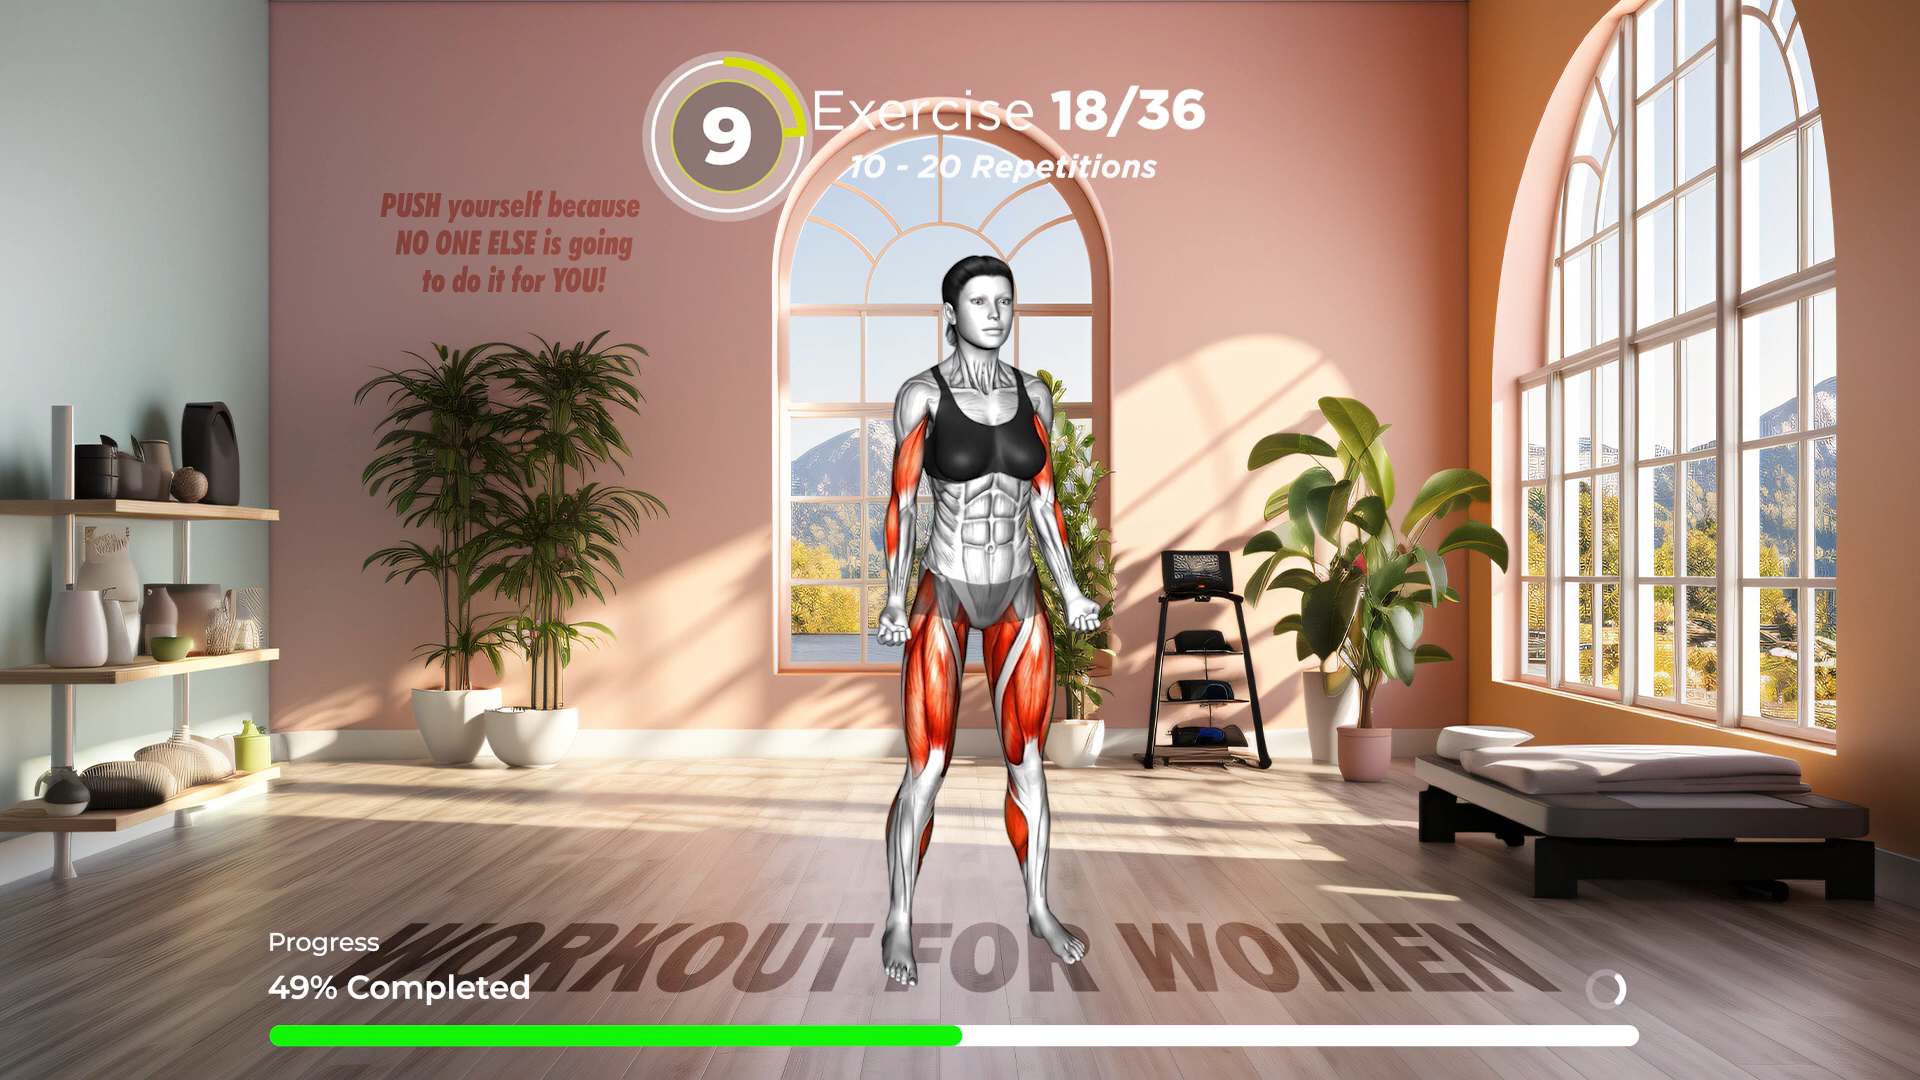 9
Exercise 18/36
10 - 20 Repetitions
PUSH yourself because
NO ONE ELSE is going
to do it for YOU!
WORKOUT FOR WOMEN
Progress
49% Completed